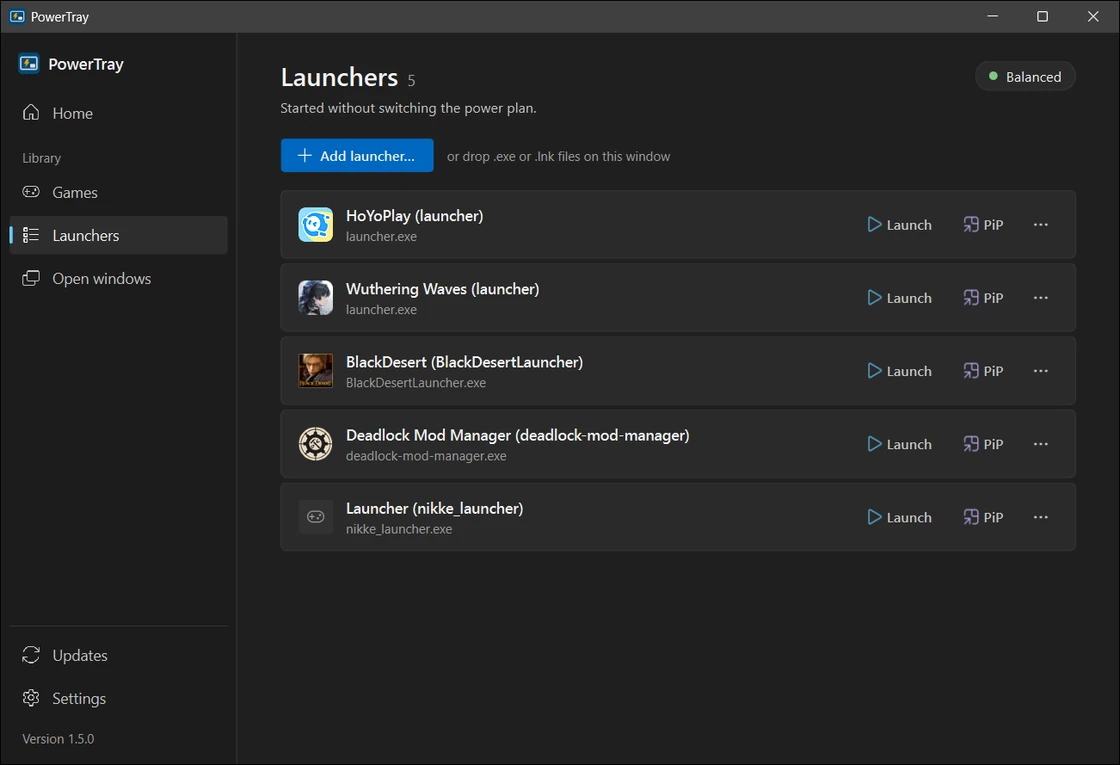 PowerTray
PowerTray
Home
Library
Games
Launchers
Open windows
Updates
Settings
Version 1.5.0
Launchers 5
Balanced
Started without switching the power plan.
Add launcher... or drop .exe or .lnk files on this window
HoYoPlay (launcher)
launcher.exe
Launch PiP
Wuthering Waves (launcher)
launcher.exe
Launch PiP
BlackDesert (BlackDesertLauncher)
BlackDesertLauncher.exe
Launch PiP
Deadlock Mod Manager (deadlock-mod-manager)
deadlock-mod-manager.exe
Launch PiP
Launcher (nikke_launcher)
nikke_launcher.exe
Launch PiP